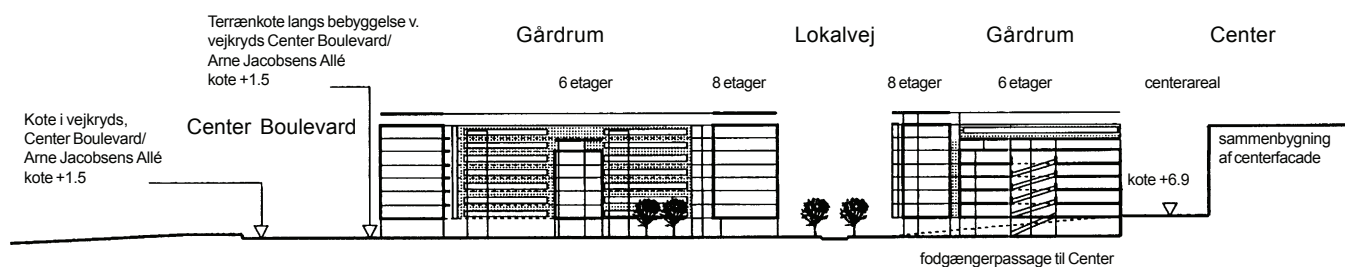 Terrænkote langs bebyggelse v.
vejkryds Center Boulevard/
Arne Jacobsens Allé
kote +1.5
Gårdrum
Lokalvej
Gårdrum
Center
6 etager
8 etager
8 etager
6 etager
centerareal
Kote i vejkryds,
Center Boulevard/
Arne Jacobsens Allé
kote +1.5
Center Boulevard
sammenbygning
af centerfacade
kote +6.9
fodgængerpassage til Center